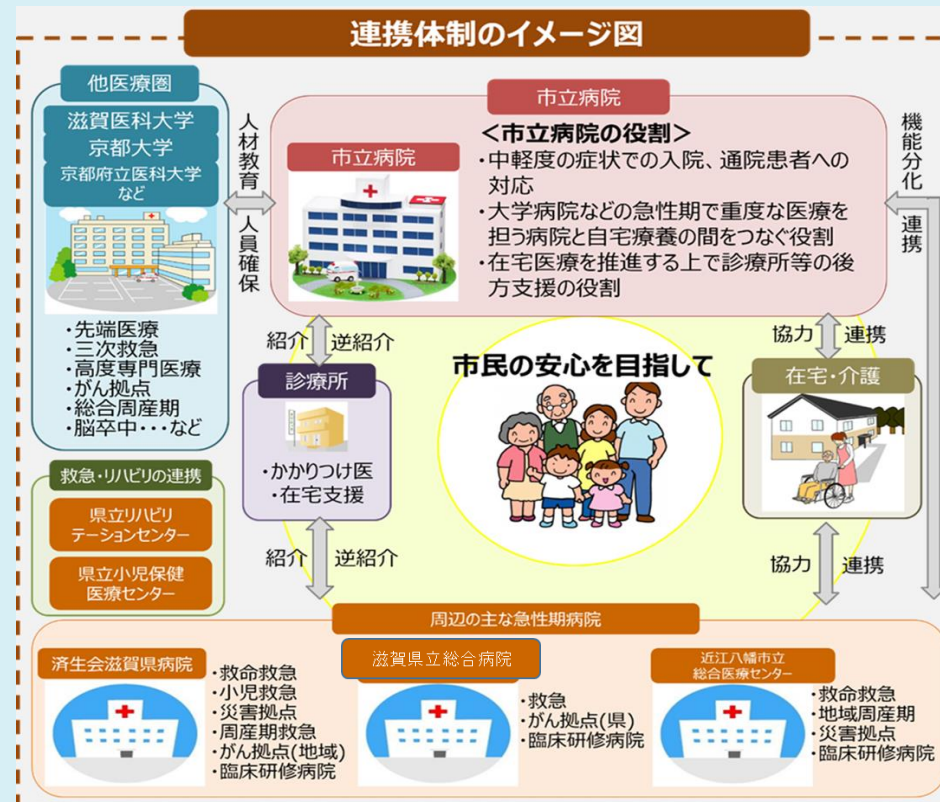 連携体制のイメージ図
他医療圏
滋賀医科大学
京都大学
京都府立医科大学
など
・先端医療
・三次救急
・高度専門医療
・がん拠点
・総合周産期
・脳卒中・・・など
人材教育
人員確保
市立病院
市立病院
＜市立病院の役割＞
・中軽度の症状での入院、通院患者への
対応
・大学病院などの急性期で重度な医療を
担う病院と自宅療養の間をつなぐ役割
・在宅医療を推進する上で診療所等の後
方支援の役割
機能分化
連携
紹介 逆紹介
診療所
・かかりつけ医
・在宅支援
紹介 逆紹介
市民の安心を目指して
協力 連携
在宅・介護
協力 連携
救急・リハビリの連携
県立リハビリ
テーションセンター
県立小児保健
医療センター
周辺の主な急性期病院
済生会滋賀県病院
・救命救急
・小児救急
・災害拠点
・周産期救急
・がん拠点(地域)
・臨床研修病院
滋賀県立総合病院
・救急
・がん拠点(県)
・臨床研修病院
近江八幡市立
総合医療センター
・救命救急
・地域周産期
・災害拠点
・臨床研修病院